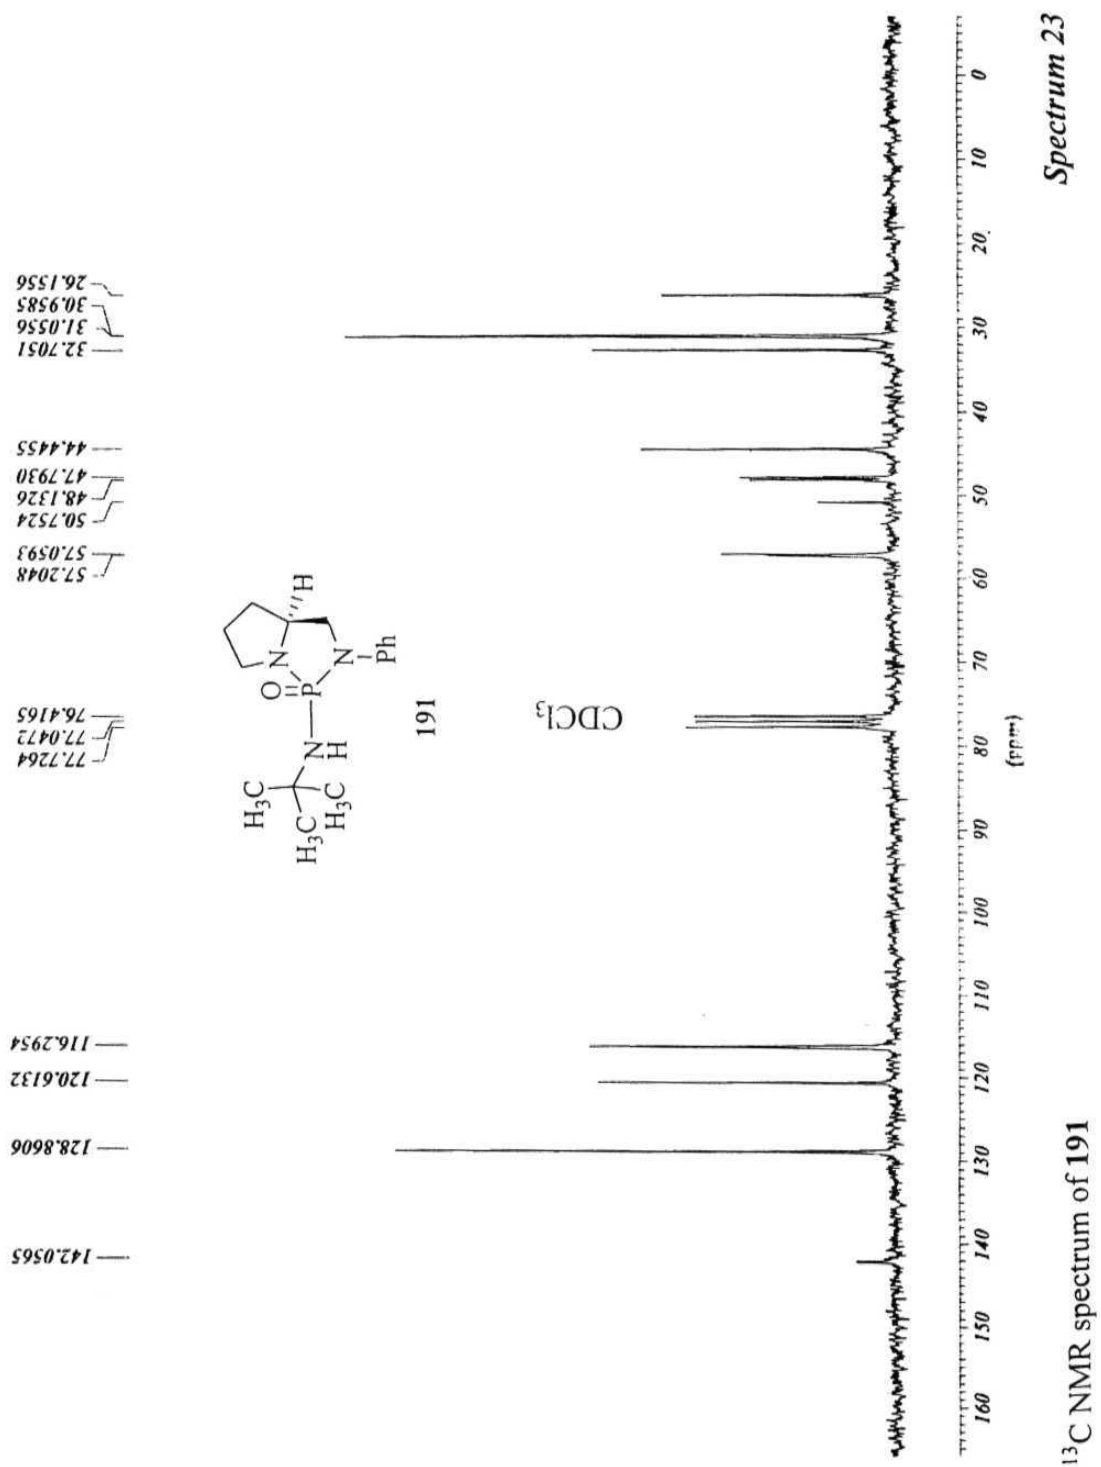 142.0565
128.8606
120.6132
116.2954
77.7264
77.0472
76.4165
57.2048
57.0593
50.7524
48.1326
47.7930
44.4455
32.7051
31.0556
30.9585
26.1556
H₃C
H₃C
H₃C
N
H
O
P
N
N
H
Ph
191
CDCl₃
160 150 140 130 120 110 100 90 80 70 60 50 40 30 20 10 0
(ppm)
¹³C NMR spectrum of 191
Spectrum 23